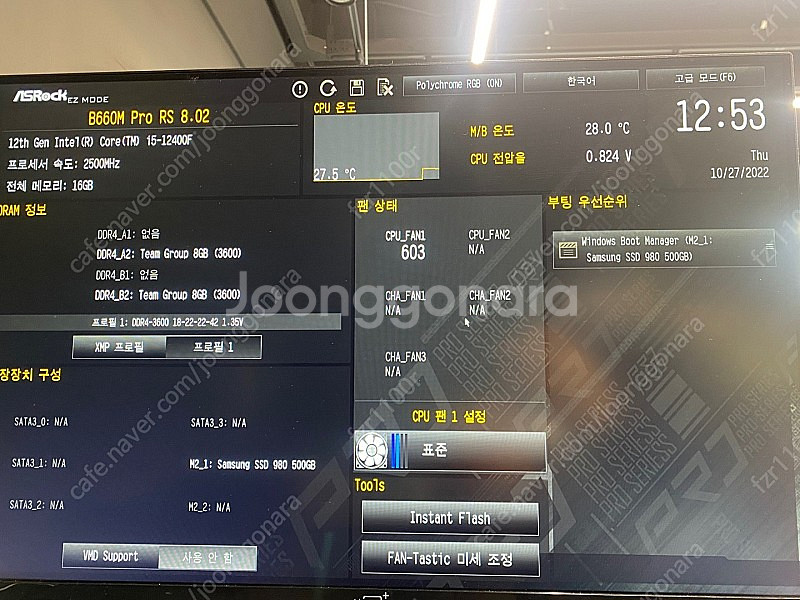 ASRock EZ MODE
Polychrome RGB (ON)
한국어
고급 모드(F6)
B660M Pro RS 8.02
12th Gen Intel(R) Core(TM) i5-12400F
프로세서 속도: 2500MHz
전체 메모리: 16GB
CPU 온도
27.5 °C
M/B 온도 28.0 °C
CPU 전압을 0.824 V
12:53
Thu
10/27/2022
DRAM 정보
DDR4_A1: 없음
DDR4_A2: Team Group 8GB (3600)
DDR4_B1: 없음
DDR4_B2: Team Group 8GB (3600)
프로필 1: DDR4-3600 18-22-22-42 1.35V
XMP 프로필
프로필 1
팬 상태
CPU_FAN1
603
CPU_FAN2
N/A
CHA_FAN1
N/A
CHA_FAN2
N/A
CHA_FAN3
N/A
부팅 우선순위
Windows Boot Manager (M2_1:
Samsung SSD 980 500GB)
장장치 구성
SATA3_0: N/A
SATA3_3: N/A
SATA3_1: N/A
M2_1: Samsung SSD 980 500GB
SATA3_2: N/A
M2_2: N/A
VMD Support
사용 안 함
CPU 팬 1 설정
표준
Tools
Instant Flash
FAN-Tastic 미세 조정
Joonggonara
cafe.naver.com/joonggonara
fzr1100r